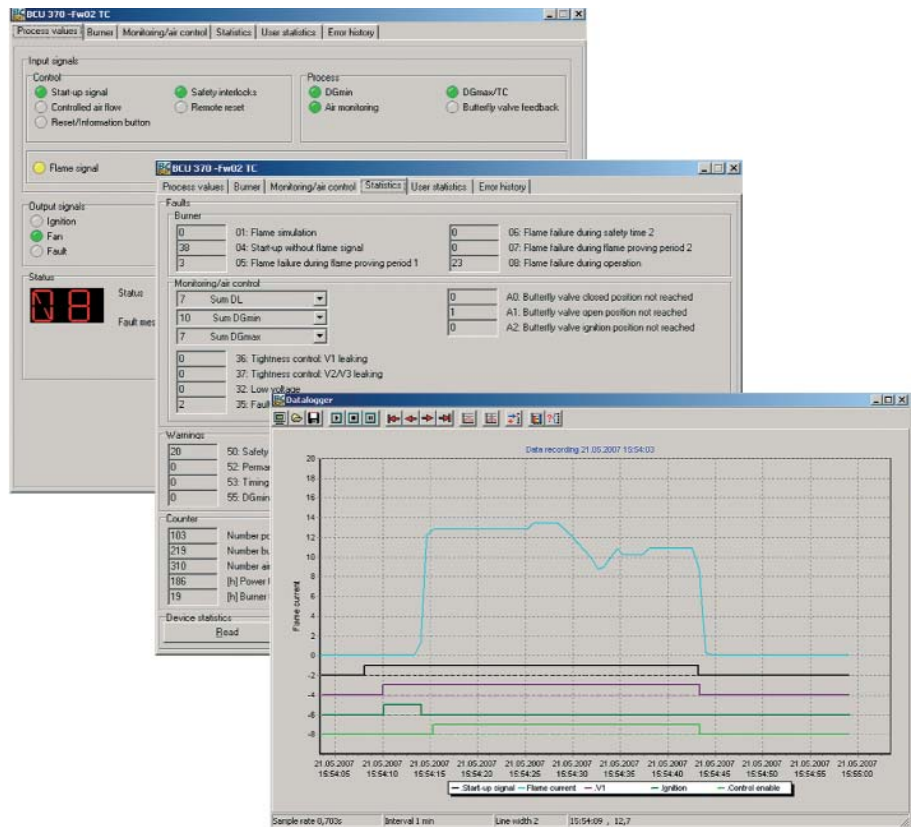 BCU 370 -Fw02 TC
Process values Burner Monitoring/air control Statistics User statistics Error history
Input signals
Control
Start-up signal
Safety interlocks
Controlled air flow
Remote reset
Reset/Information button
Process
DGmin
DGmax/TC
Air monitoring
Butterfly valve feedback
Flame signal
Output signals
Ignition
Fan
Fault
Status
08
Status
Fault mes
BCU 370 -Fw02 TC
Process values Burner Monitoring/air control Statistics User statistics Error history
Faults
Burner
0 01: Flame simulation
38 04: Start-up without flame signal
3 05: Flame failure during flame proving period 1
0 06: Flame failure during safety time 2
0 07: Flame failure during flame proving period 2
23 08: Flame failure during operation
Monitoring/air control
7 Sum DL
10 Sum DGmin
7 Sum DGmax
0 A0: Butterfly valve closed position not reached
1 A1: Butterfly valve open position not reached
0 A2: Butterfly valve ignition position not reached
0 36: Tightness control: V1 leaking
0 37: Tightness control: V2/V3 leaking
0 32: Low voltage
2 35: Faul
Warnings
20 50: Safety
0 52: Perma
0 53: Timing
0 55: DGmin
Counter
103 Number po
219 Number bu
310 Number air
186 [h] Power
19 [h] Burner
Device statistics
Read
Datalogger
Data recording 21.05.2007 15:54:03
Flame current
20
18
16
14
12
10
8
6
4
2
0
-2
-4
-6
-8
21.05.2007 21.05.2007 21.05.2007 21.05.2007 21.05.2007 21.05.2007 21.05.2007 21.05.2007 21.05.2007 21.05.2007 21.05.2007 21.05.2007
15:54:05 15:54:10 15:54:15 15:54:20 15:54:25 15:54:30 15:54:35 15:54:40 15:54:45 15:54:50 15:54:55 15:55:00
Start-up signal Flame current .V1 .Ignition .Control enable
Sample rate 0,703s Interval 1 min Line width 2 15:54:09 , 12,7